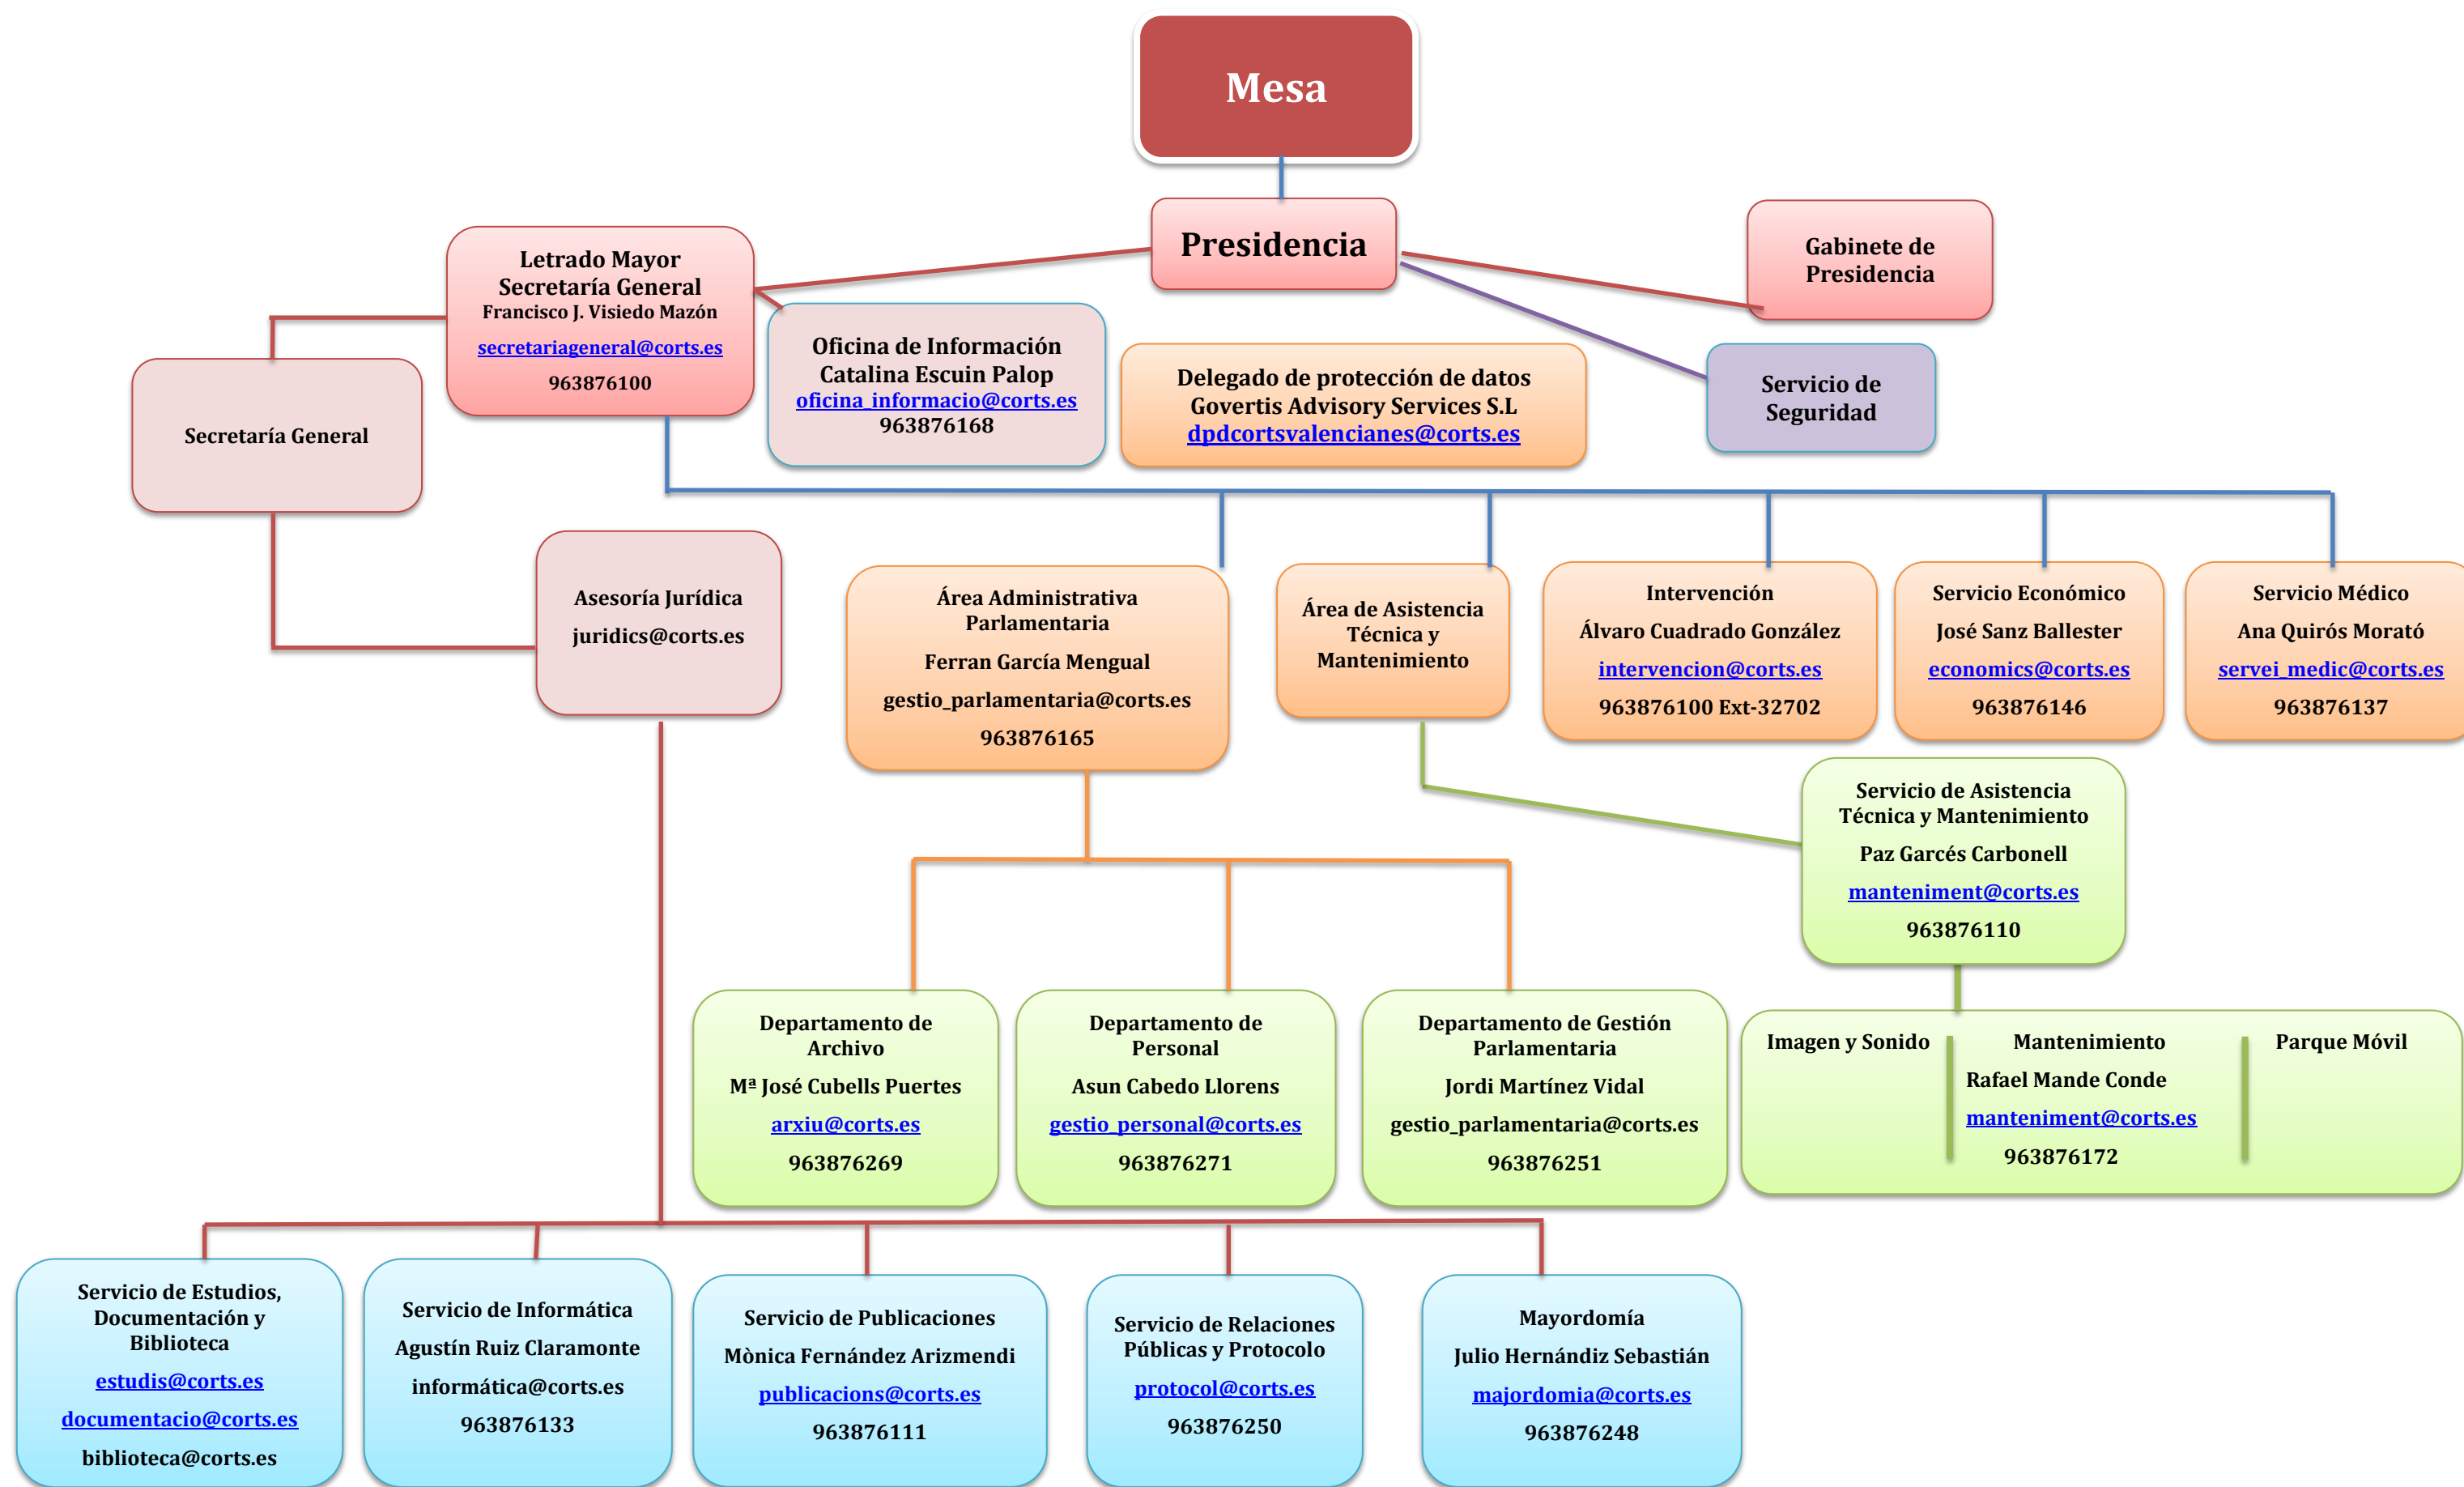 Mesa
Presidencia
Gabinete de
Presidencia
Letrado Mayor
Secretaría General
Francisco J. Visiedo Mazón
secretariageneral@corts.es
963876100
Oficina de Información
Catalina Escuin Palop
oficina_informacio@corts.es
963876168
Delegado de protección de datos
Govertis Advisory Services S.L
dpdcortsvalencianes@corts.es
Servicio de
Seguridad
Secretaría General
Asesoría Jurídica
juridics@corts.es
Área Administrativa
Parlamentaria
Ferran García Mengual
gestio_parlamentaria@corts.es
963876165
Área de Asistencia
Técnica y
Mantenimiento
Intervención
Álvaro Cuadrado González
intervencion@corts.es
963876100 Ext-32702
Servicio Económico
José Sanz Ballester
economics@corts.es
963876146
Servicio Médico
Ana Quirós Morató
servei_medic@corts.es
963876137
Servicio de Asistencia
Técnica y Mantenimiento
Paz Garcés Carbonell
manteniment@corts.es
963876110
Departamento de
Archivo
Mª José Cubells Puertes
arxiu@corts.es
963876269
Departamento de
Personal
Asun Cabedo Llorens
gestio_personal@corts.es
963876271
Departamento de Gestión
Parlamentaria
Jordi Martínez Vidal
gestio_parlamentaria@corts.es
963876251
Imagen y Sonido
Mantenimiento
Rafael Mande Conde
manteniment@corts.es
963876172
Parque Móvil
Servicio de Estudios,
Documentación y
Biblioteca
estudis@corts.es
documentacio@corts.es
biblioteca@corts.es
Servicio de Informática
Agustín Ruiz Claramonte
informática@corts.es
963876133
Servicio de Publicaciones
Mònica Fernández Arizmendi
publicacions@corts.es
963876111
Servicio de Relaciones
Públicas y Protocolo
protocol@corts.es
963876250
Mayordomía
Julio Hernándiz Sebastián
majordomia@corts.es
963876248